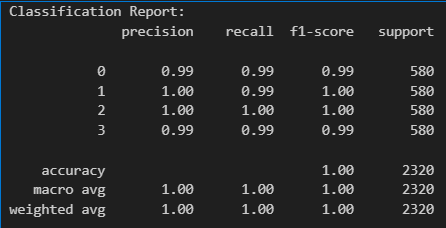 Classification Report:
precision recall f1-score support
0 0.99 0.99 0.99 580
1 1.00 0.99 1.00 580
2 1.00 1.00 1.00 580
3 0.99 0.99 0.99 580
accuracy 1.00 2320
macro avg 1.00 1.00 1.00 2320
weighted avg 1.00 1.00 1.00 2320